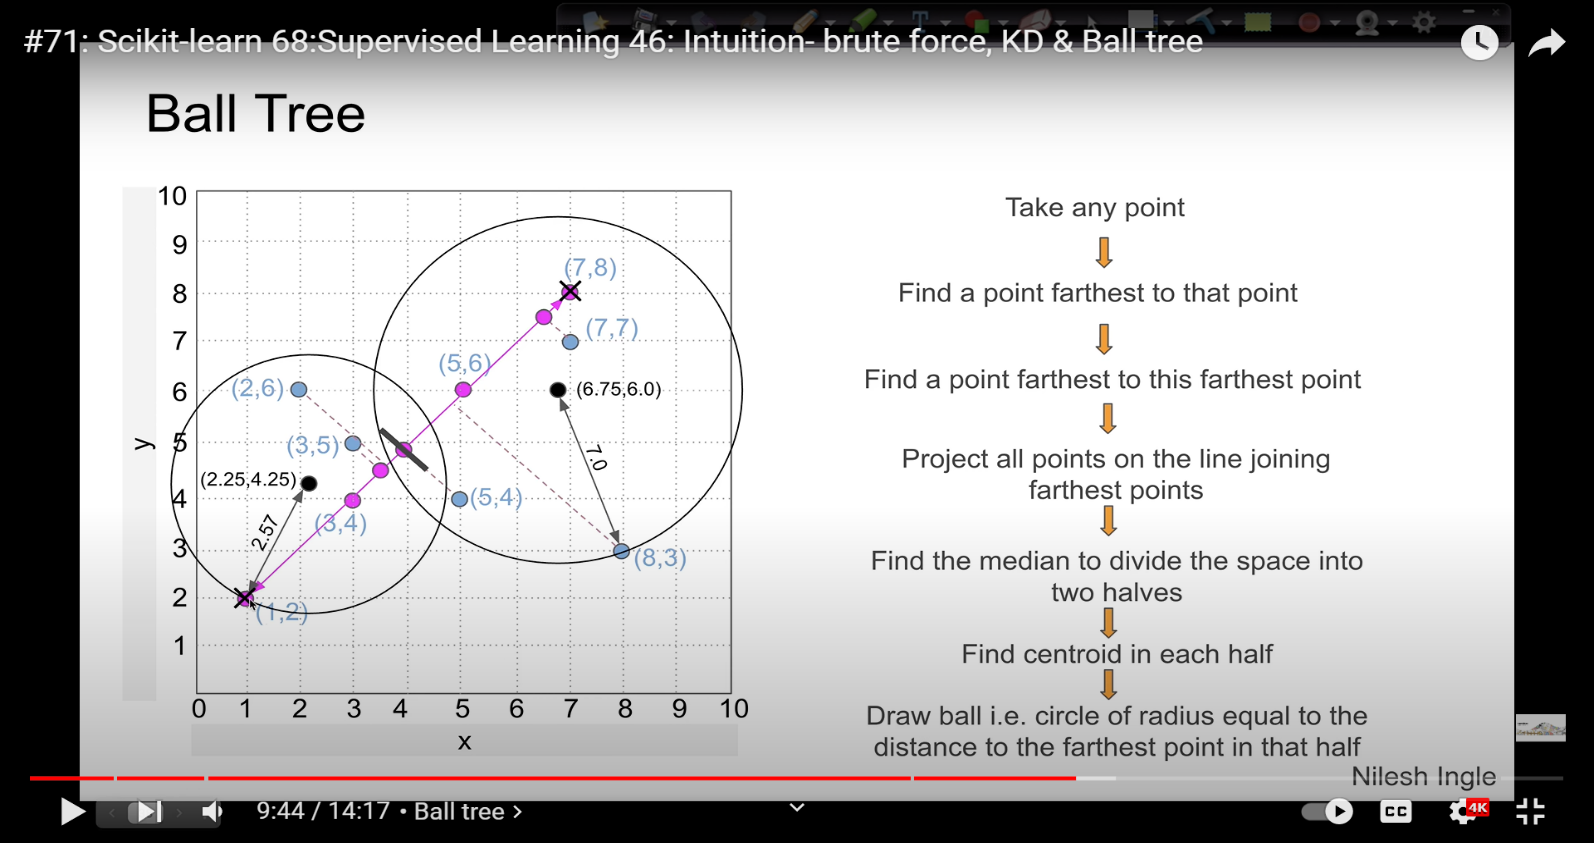 #71: Scikit-learn 68:Supervised Learning 46: Intuition- brute force, KD & Ball tree
Ball Tree
10
9
8
7
6
5
4
3
2
1
y
0 1 2 3 4 5 6 7 8 9 10
x
(7,8)
(7,7)
(5,6)
(2,6)
(6.75,6.0)
(3,5)
7.0
(2.25,4.25)
(5,4)
(3,4)
2.57
(8,3)
(1,2)
Take any point
Find a point farthest to that point
Find a point farthest to this farthest point
Project all points on the line joining
farthest points
Find the median to divide the space into
two halves
Find centroid in each half
Draw ball i.e. circle of radius equal to the
distance to the farthest point in that half
Nilesh Ingle
9:44 / 14:17 • Ball tree >
CC
4K